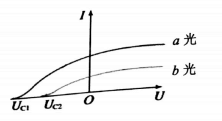 I
a 光
b 光
U_C1 U_C2 O U